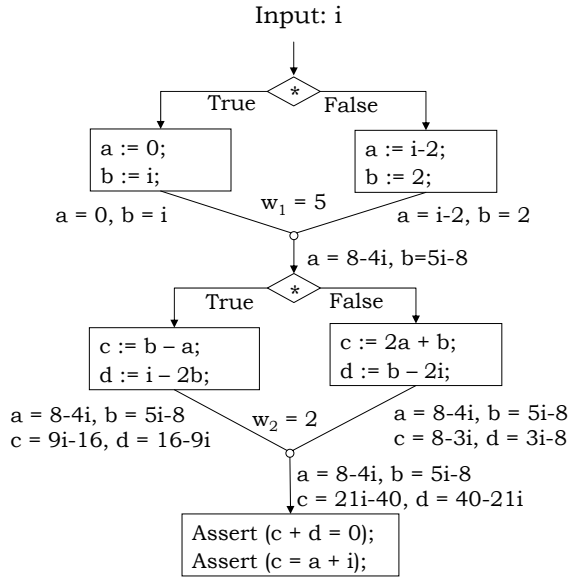 Input: i
*
True
False
a := 0;
b := i;
a := i-2;
b := 2;
a = 0, b = i
w1 = 5
a = i-2, b = 2
a = 8-4i, b=5i-8
*
True
False
c := b – a;
d := i – 2b;
c := 2a + b;
d := b – 2i;
a = 8-4i, b = 5i-8
c = 9i-16, d = 16-9i
w2 = 2
a = 8-4i, b = 5i-8
c = 8-3i, d = 3i-8
a = 8-4i, b = 5i-8
c = 21i-40, d = 40-21i
Assert (c + d = 0);
Assert (c = a + i);